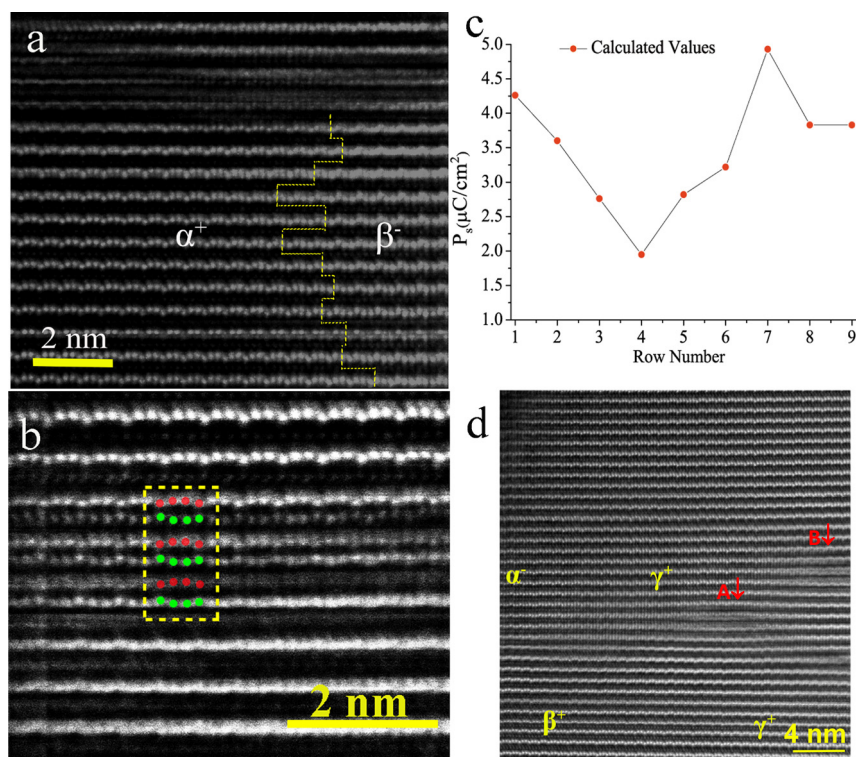 a
α⁺
β⁻
2 nm
b
2 nm
c
Calculated Values
5.0
4.5
4.0
3.5
3.0
2.5
2.0
1.5
1.0
Pₛ(μC/cm²)
1 2 3 4 5 6 7 8 9
Row Number
d
B↓
α⁻
γ⁺
A↓
β⁺
γ⁺
4 nm